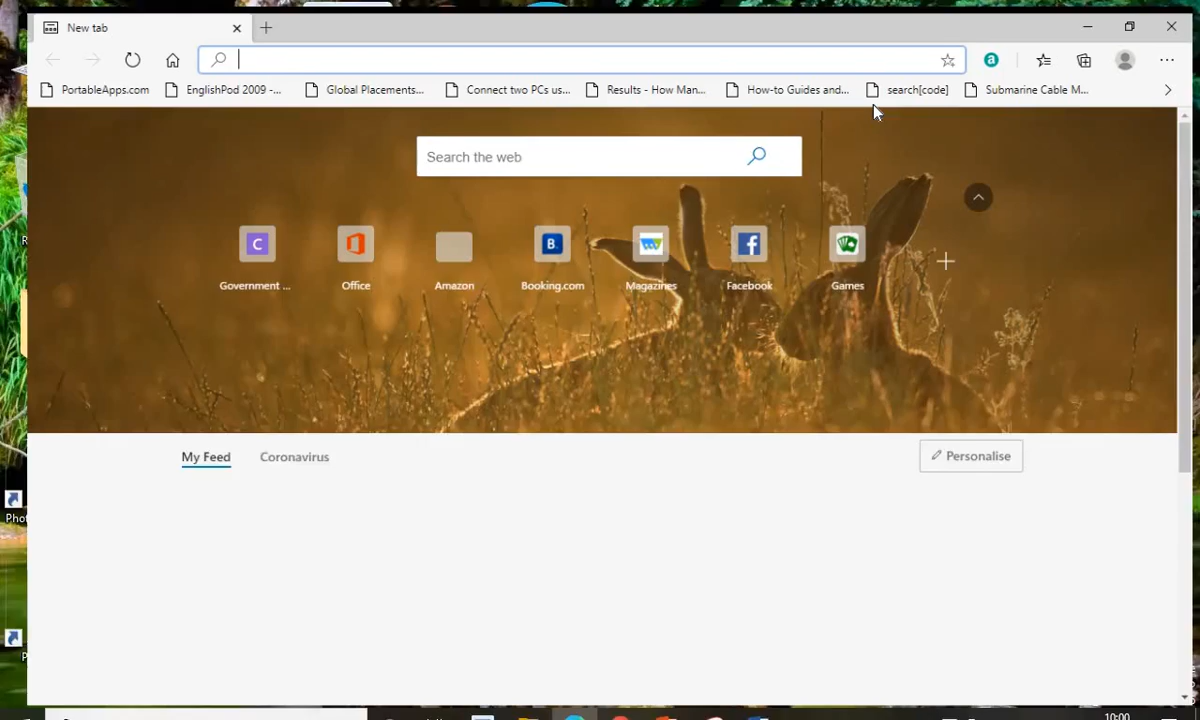 New tab
PortableApps.com
EnglishPod 2009 -...
Global Placements...
Connect two PCs us...
Results - How Man...
How-to Guides and...
search[code]
Submarine Cable M...
Search the web
C
B.
Government ...
Office
Amazon
Booking.com
Magazines
Facebook
Games
My Feed
Coronavirus
Personalise
Phot
10:00